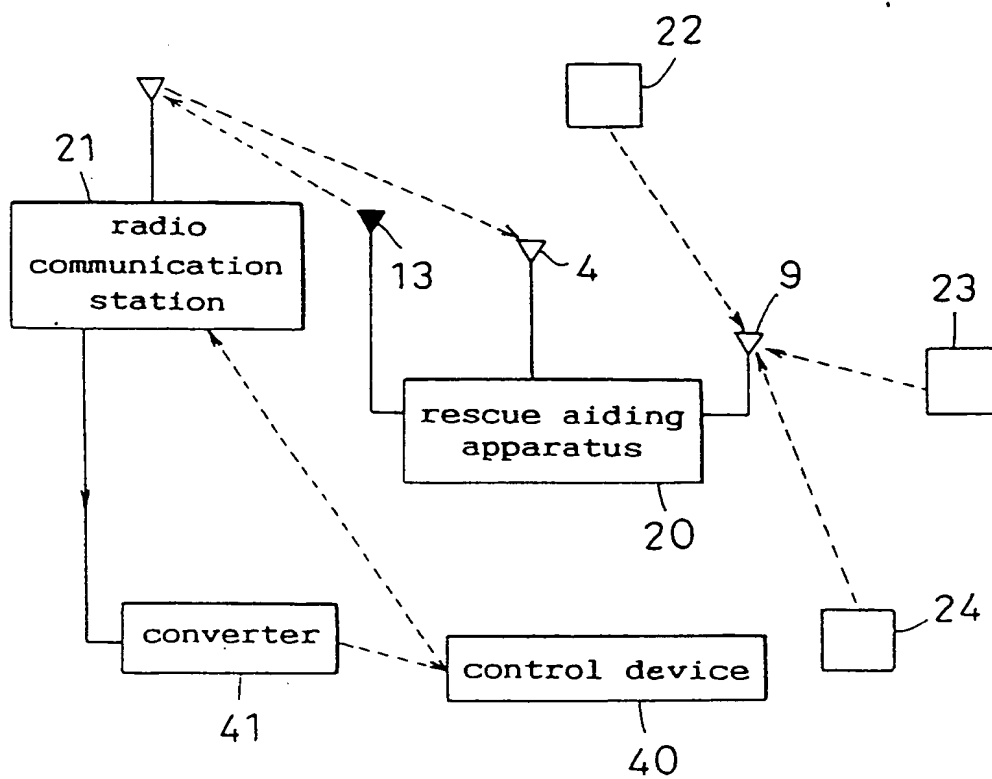 22
21
radio
communication
station
13
4
9
23
rescue aiding
apparatus
20
24
converter
control device
41
40